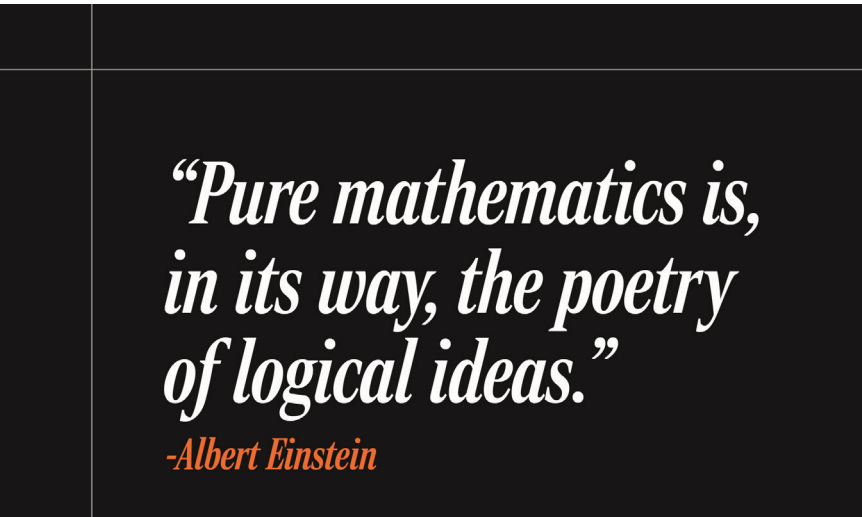 “Pure mathematics is,
in its way, the poetry
of logical ideas.”
-Albert Einstein